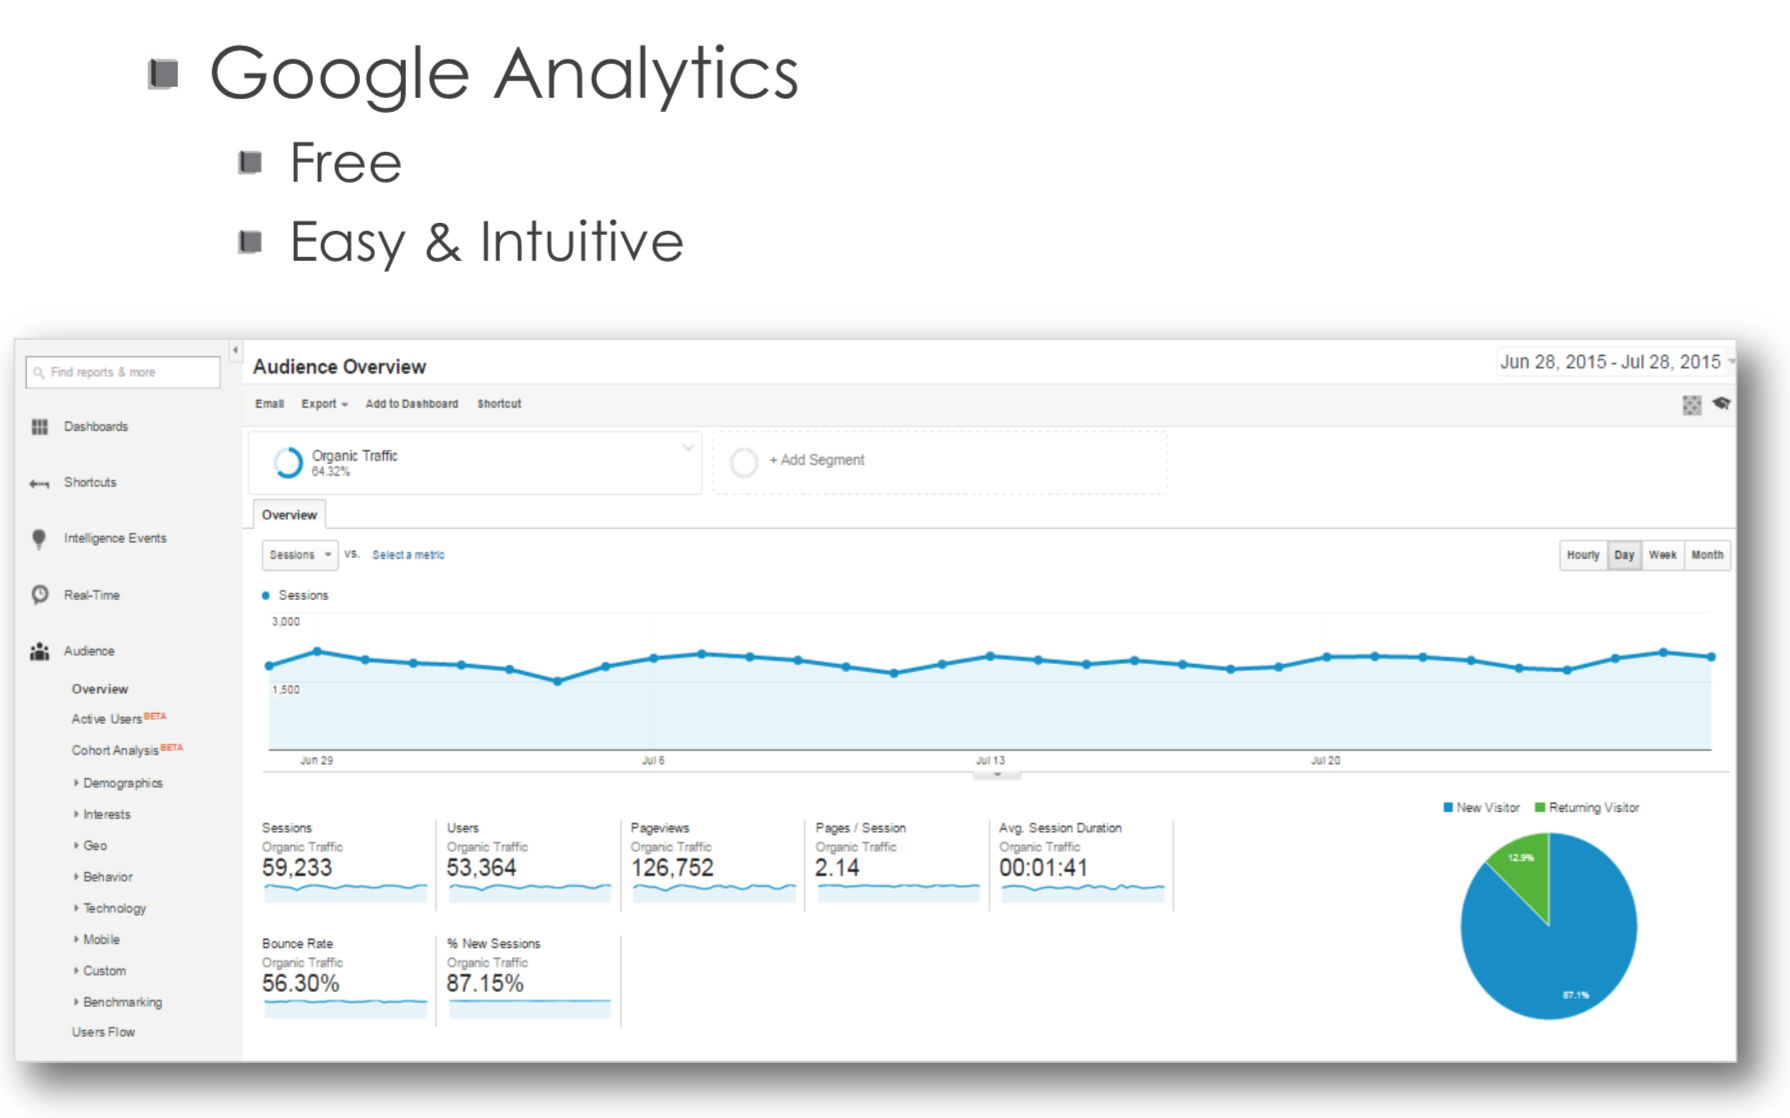 Google Analytics
Free
Easy & Intuitive
Find reports & more
Dashboards
Shortcuts
Intelligence Events
Real-Time
Audience
Overview
Active Users BETA
Cohort Analysis BETA
Demographics
Interests
Geo
Behavior
Technology
Mobile
Custom
Benchmarking
Users Flow
Audience Overview
Jun 28, 2015 - Jul 28, 2015
Email Export Add to Dashboard Shortcut
Organic Traffic
64.32%
+ Add Segment
Overview
Sessions VS. Select a metric
Hourly Day Week Month
Sessions
3,000
1,500
Jun 29 Jul 6 Jul 13 Jul 20
Sessions
Organic Traffic
59,233
Users
Organic Traffic
53,364
Pageviews
Organic Traffic
126,752
Pages / Session
Organic Traffic
2.14
Avg. Session Duration
Organic Traffic
00:01:41
Bounce Rate
Organic Traffic
56.30%
% New Sessions
Organic Traffic
87.15%
New Visitor Returning Visitor
12.9%
87.1%